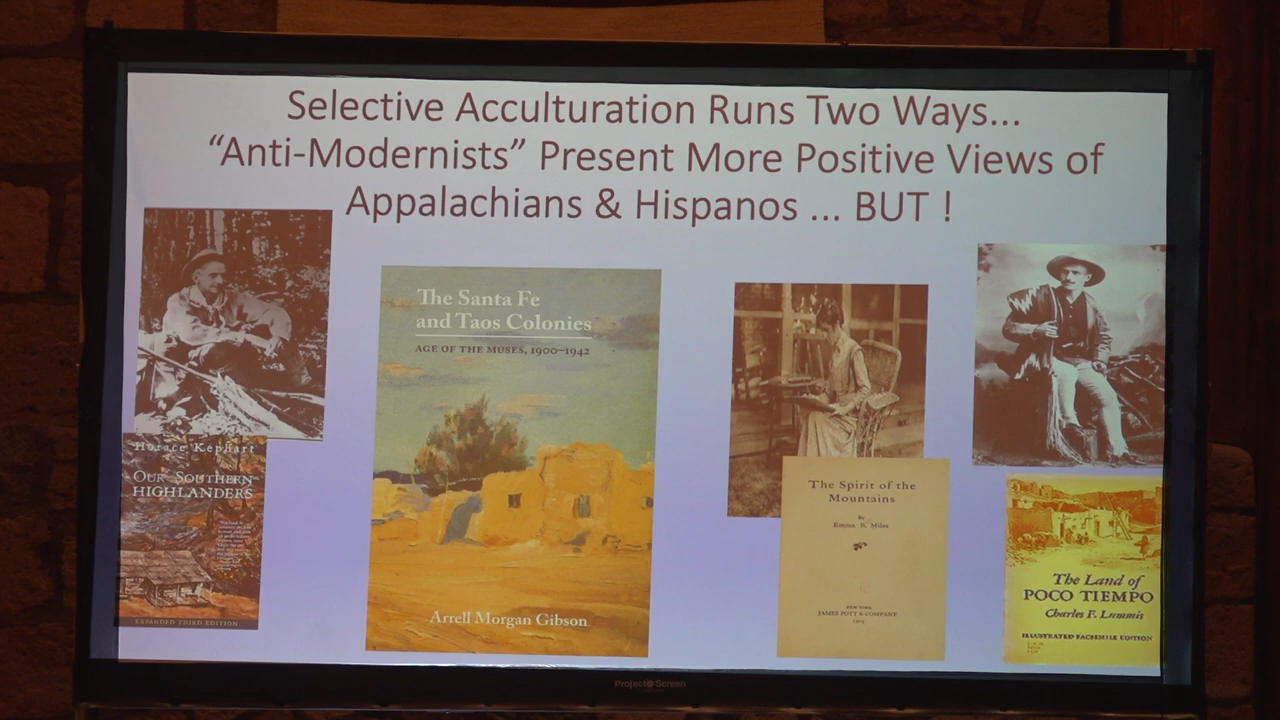 Selective Acculturation Runs Two Ways...
“Anti-Modernists” Present More Positive Views of
Appalachians & Hispanos ... BUT !
Horace Kephart
OUR SOUTHERN
HIGHLANDERS
EXPANDED THIRD EDITION
The Santa Fe
and Taos Colonies
AGE OF THE MUSES, 1900–1942
Arrell Morgan Gibson
The Spirit of the
Mountains
By
Emma B. Miles
NEW YORK
JAMES POTT & COMPANY
1905
The Land of
POCO TIEMPO
Charles F. Lummis
ILLUSTRATED FACSIMILE EDITION
Project Screen